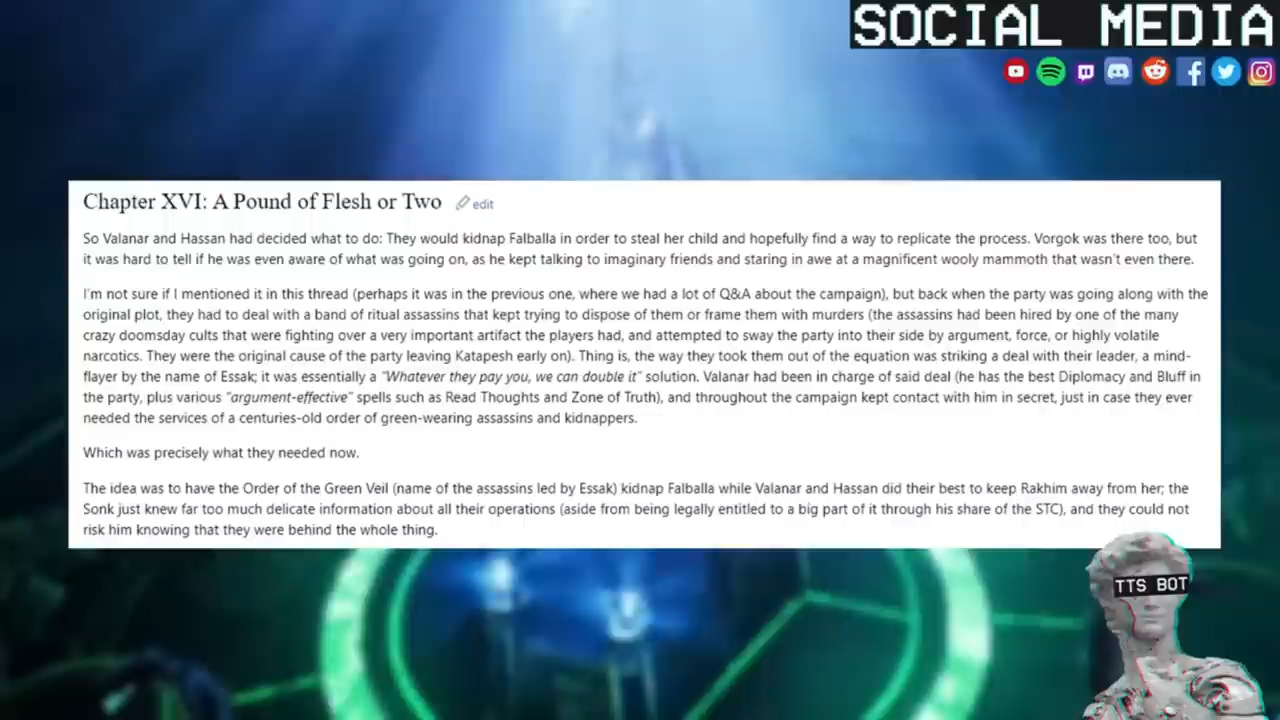 SOCIAL MEDIA
Chapter XVI: A Pound of Flesh or Two edit
So Valanar and Hassan had decided what to do: They would kidnap Falballa in order to steal her child and hopefully find a way to replicate the process. Vorgok was there too, but
it was hard to tell if he was even aware of what was going on, as he kept talking to imaginary friends and staring in awe at a magnificent wooly mammoth that wasn't even there.
I'm not sure if I mentioned it in this thread (perhaps it was in the previous one, where we had a lot of Q&A about the campaign), but back when the party was going along with the
original plot, they had to deal with a band of ritual assassins that kept trying to dispose of them or frame them with murders (the assassins had been hired by one of the many
crazy doomsday cults that were fighting over a very important artifact the players had, and attempted to sway the party into their side by argument, force, or highly volatile
narcotics. They were the original cause of the party leaving Katapesh early on). Thing is, the way they took them out of the equation was striking a deal with their leader, a mind-
flayer by the name of Essak; it was essentially a "Whatever they pay you, we can double it" solution. Valanar had been in charge of said deal (he has the best Diplomacy and Bluff in
the party, plus various "argument-effective" spells such as Read Thoughts and Zone of Truth), and throughout the campaign kept contact with him in secret, just in case they ever
needed the services of a centuries-old order of green-wearing assassins and kidnappers.
Which was precisely what they needed now.
The idea was to have the Order of the Green Veil (name of the assassins led by Essak) kidnap Falballa while Valanar and Hassan did their best to keep Rakhim away from her; the
Sonk just knew far too much delicate information about all their operations (aside from being legally entitled to a big part of it through his share of the STC), and they could not
risk him knowing that they were behind the whole thing.
TTS BOT